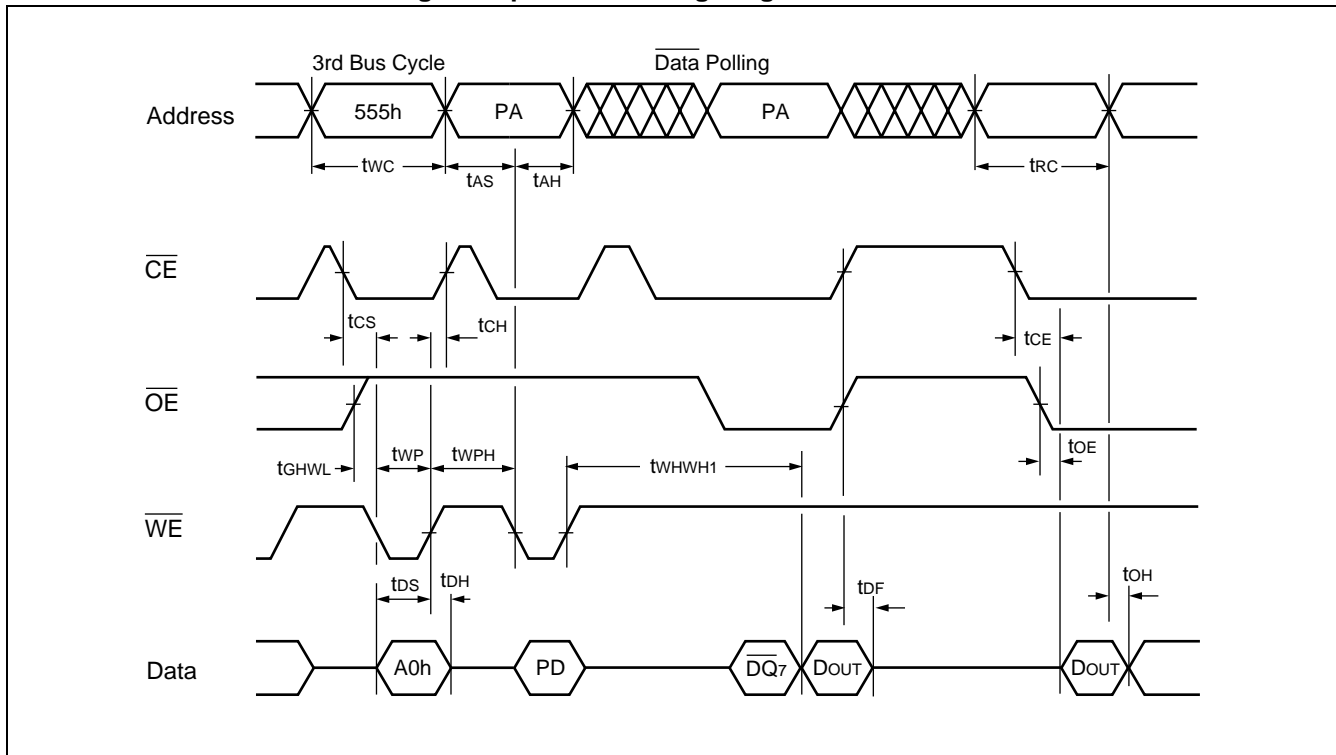 3rd Bus Cycle Data Polling
Address 555h PA PA
tWC tAS tAH tRC
CE
tCS tCH tCE
OE
tGHWL tWP tWPH tWHWH1 tOE
WE
tDS tDH tDF tOH
Data A0h PD DQ7 DOUT DOUT